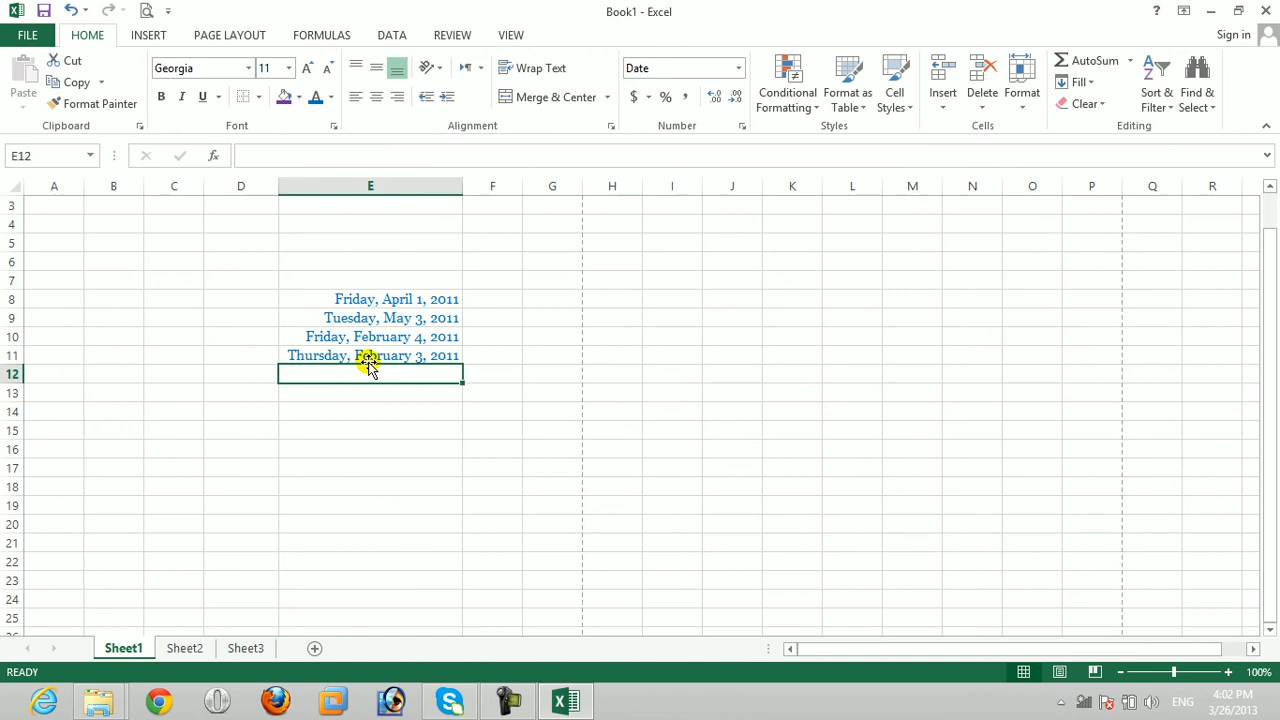 Book1 - Excel
?
FILE HOME INSERT PAGE LAYOUT FORMULAS DATA REVIEW VIEW Sign in
Paste Cut Copy Format Painter
Georgia 11
B I U
Wrap Text
Merge & Center
Date
$ % ,
Conditional Formatting
Format as Table
Cell Styles
Insert Delete Format
AutoSum
Fill
Clear
Sort & Filter
Find & Select
Clipboard Font Alignment Number Styles Cells Editing
E12 fx
A B C D E F G H I J K L M N O P Q R
3
4
5
6
7
8 Friday, April 1, 2011
9 Tuesday, May 3, 2011
10 Friday, February 4, 2011
11 Thursday, February 3, 2011
12
13
14
15
16
17
18
19
20
21
22
23
24
25
Sheet1 Sheet2 Sheet3
READY 100%
ENG 4:02 PM
3/26/2013